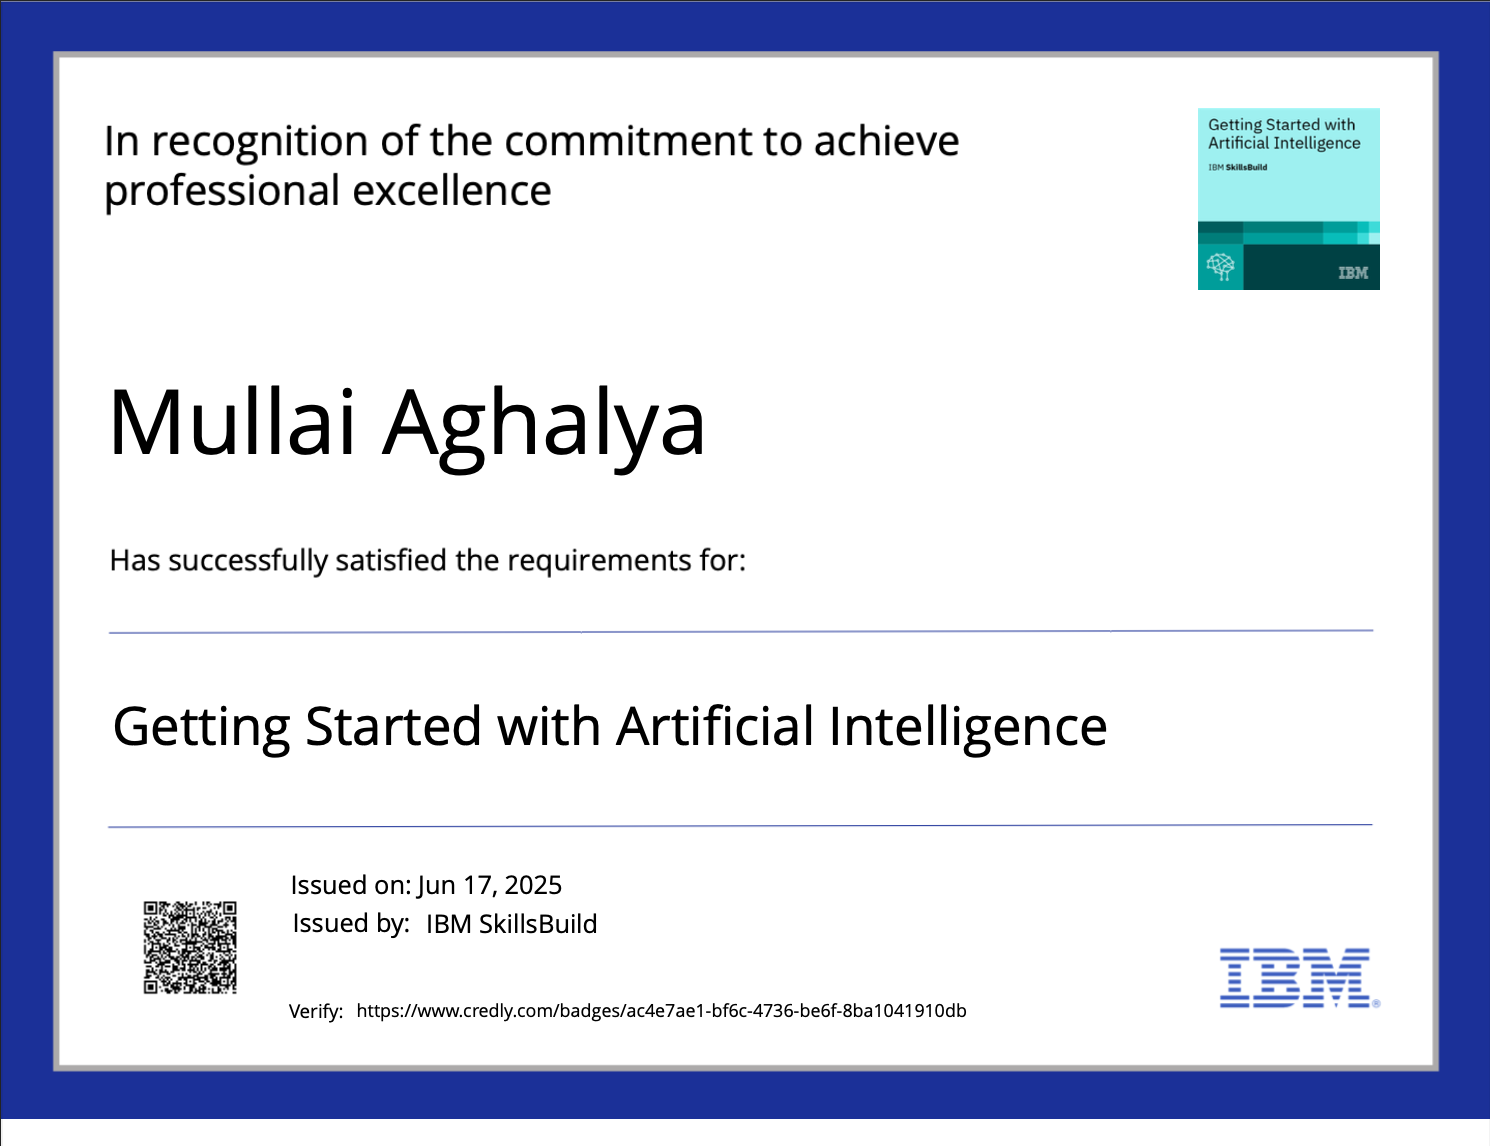 In recognition of the commitment to achieve
professional excellence
Getting Started with
Artificial Intelligence
IBM SkillsBuild
IBM
Mullai Aghalya
Has successfully satisfied the requirements for:
Getting Started with Artificial Intelligence
Issued on: Jun 17, 2025
Issued by: IBM SkillsBuild
IBM®
Verify: https://www.credly.com/badges/ac4e7ae1-bf6c-4736-be6f-8ba1041910db